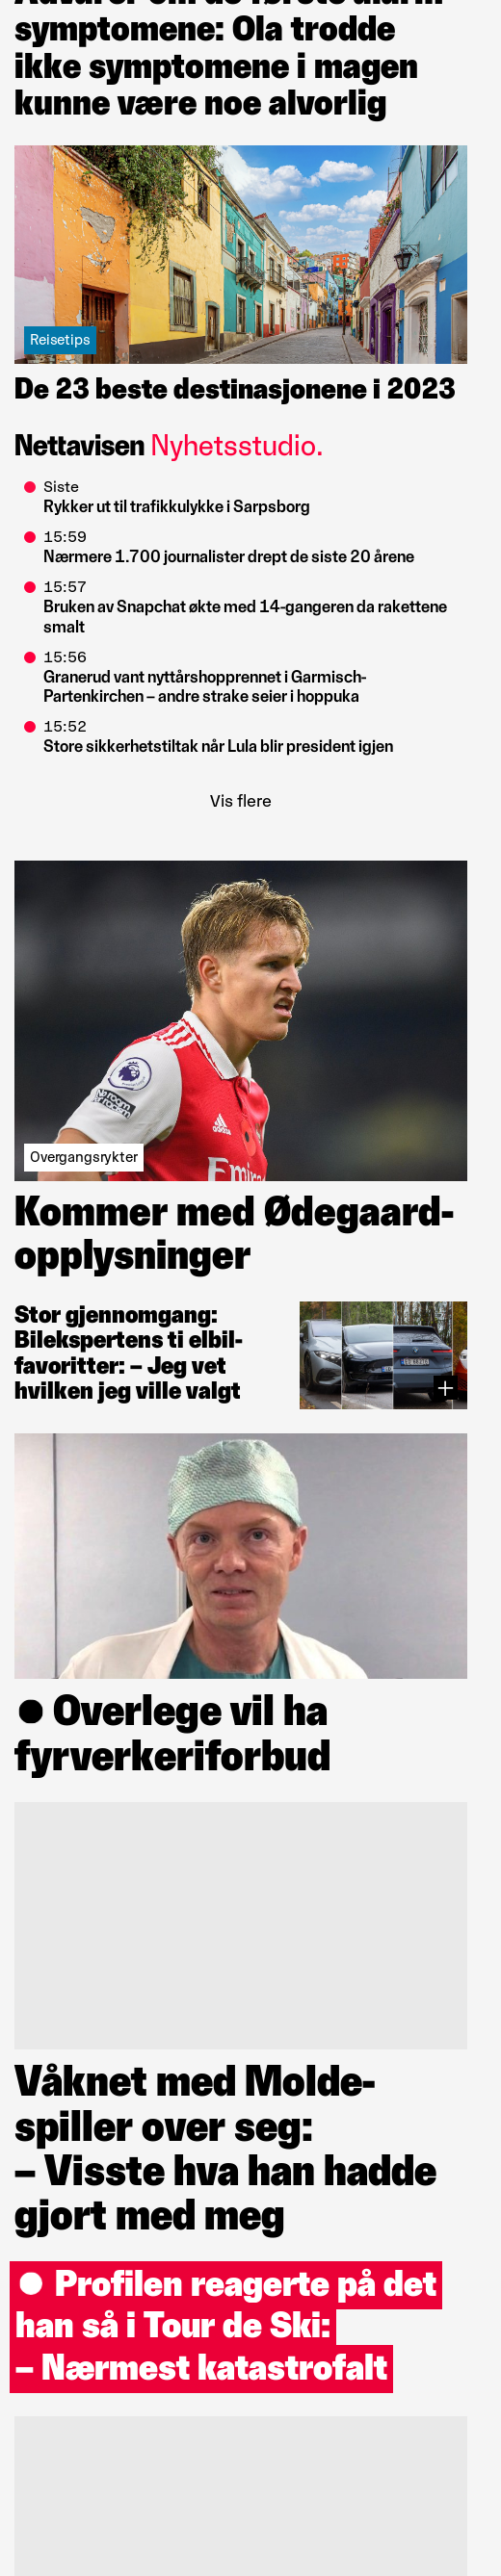 symptomene: Ola trodde
ikke symptomene i magen
kunne være noe alvorlig
Reisetips
De 23 beste destinasjonene i 2023
Nettavisen Nyhetsstudio.
Siste
Rykker ut til trafikkulykke i Sarpsborg
15:59
Nærmere 1.700 journalister drept de siste 20 årene
15:57
Bruken av Snapchat økte med 14-gangeren da rakettene
smalt
15:56
Granerud vant nyttårshopprennet i Garmisch-
Partenkirchen – andre strake seier i hoppuka
15:52
Store sikkerhetstiltak når Lula blir president igjen
Vis flere
Overgangsrykter
Kommer med Ødegaard-
opplysninger
Stor gjennomgang:
Bilekspertens ti elbil-
favoritter: – Jeg vet
hvilken jeg ville valgt
Overlege vil ha
fyrverkeriforbud
Våknet med Molde-
spiller over seg:
– Visste hva han hadde
gjort med meg
Profilen reagerte på det
han så i Tour de Ski:
– Nærmest katastrofalt